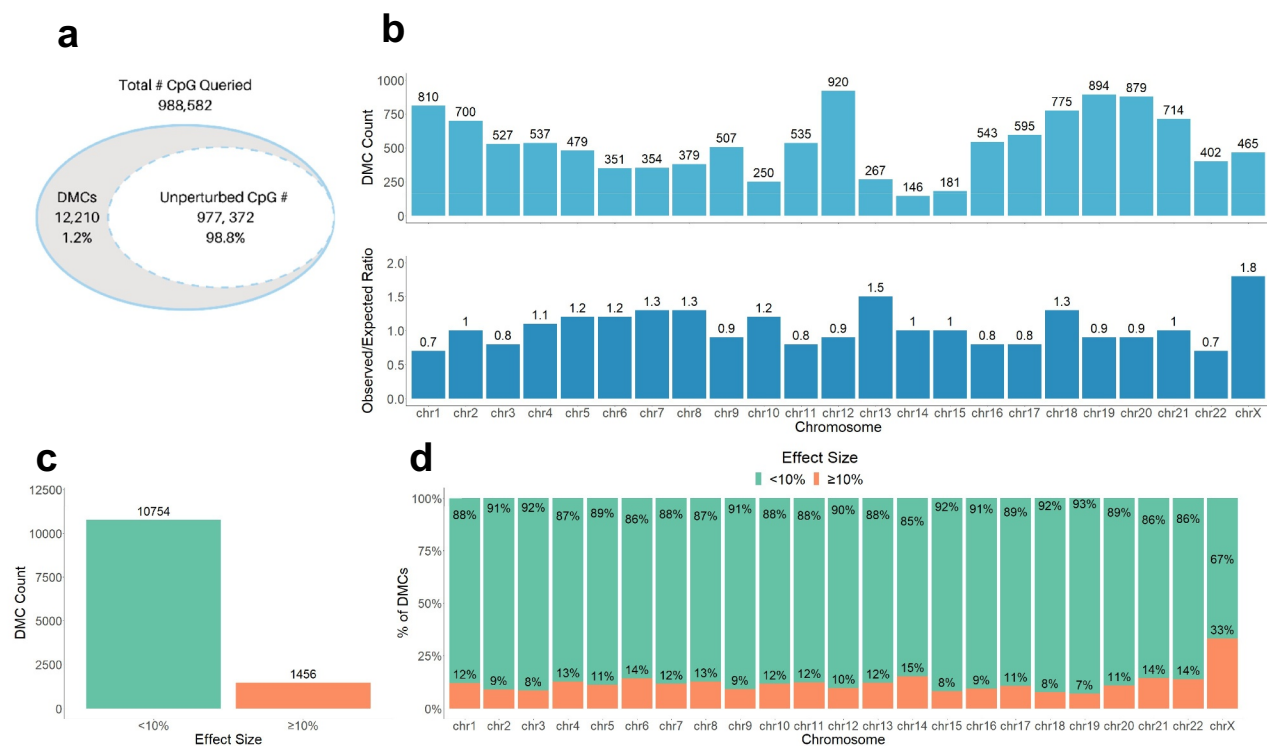 a
Total # CpG Queried
988,582
DMCs
12,210
1.2%
Unperturbed CpG #
977, 372
98.8%
b
DMC Count
1000
750
500
250
0
810 700 527 537 479 351 354 379 507 250 535 920 267 146 181 543 595 775 894 879 714 402 465
Observed/Expected Ratio
2.0
1.5
1.0
0.5
0.0
0.7 1 0.8 1.1 1.2 1.2 1.3 1.3 0.9 1.2 0.8 0.9 1.5 1 1 0.8 0.8 1.3 0.9 0.9 1 0.7 1.8
chr1 chr2 chr3 chr4 chr5 chr6 chr7 chr8 chr9 chr10 chr11 chr12 chr13 chr14 chr15 chr16 chr17 chr18 chr19 chr20 chr21 chr22 chrX
Chromosome
c
DMC Count
12500
10000
7500
5000
2500
0
10754
1456
<10% ≥10%
Effect Size
d
Effect Size
<10% ≥10%
% of DMCs
100%
75%
50%
25%
0%
88% 91% 92% 87% 89% 86% 88% 87% 91% 88% 88% 90% 88% 85% 92% 91% 89% 92% 93% 89% 86% 86% 67%
12% 9% 8% 13% 11% 14% 12% 13% 9% 12% 12% 10% 12% 15% 8% 9% 11% 8% 7% 11% 14% 14% 33%
chr1 chr2 chr3 chr4 chr5 chr6 chr7 chr8 chr9 chr10 chr11 chr12 chr13 chr14 chr15 chr16 chr17 chr18 chr19 chr20 chr21 chr22 chrX
Chromosome